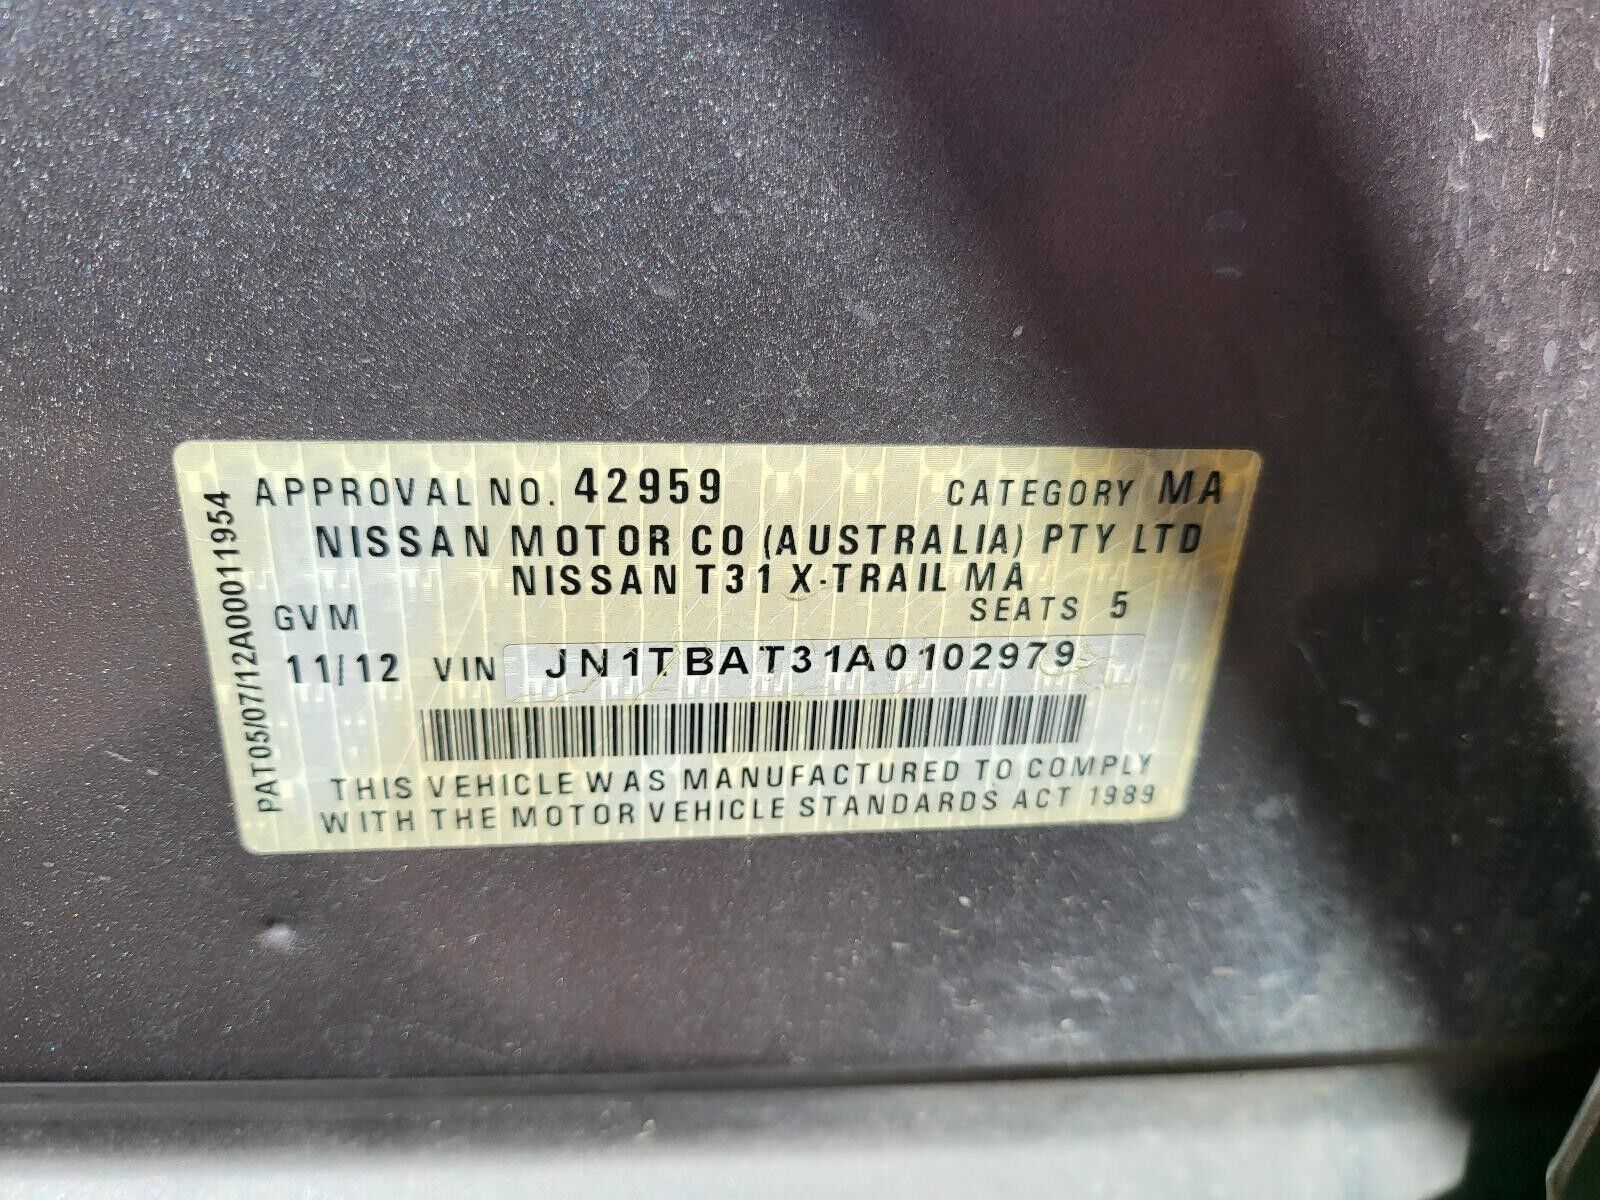 APPROVAL NO. 42959 CATEGORY MA
NISSAN MOTOR CO (AUSTRALIA) PTY LTD
NISSAN T31 X-TRAIL MA
GVM SEATS 5
11/12 VIN JN1TBAT31A0102979
THIS VEHICLE WAS MANUFACTURED TO COMPLY
WITH THE MOTOR VEHICLE STANDARDS ACT 1989
PAT05/07/12A00011954